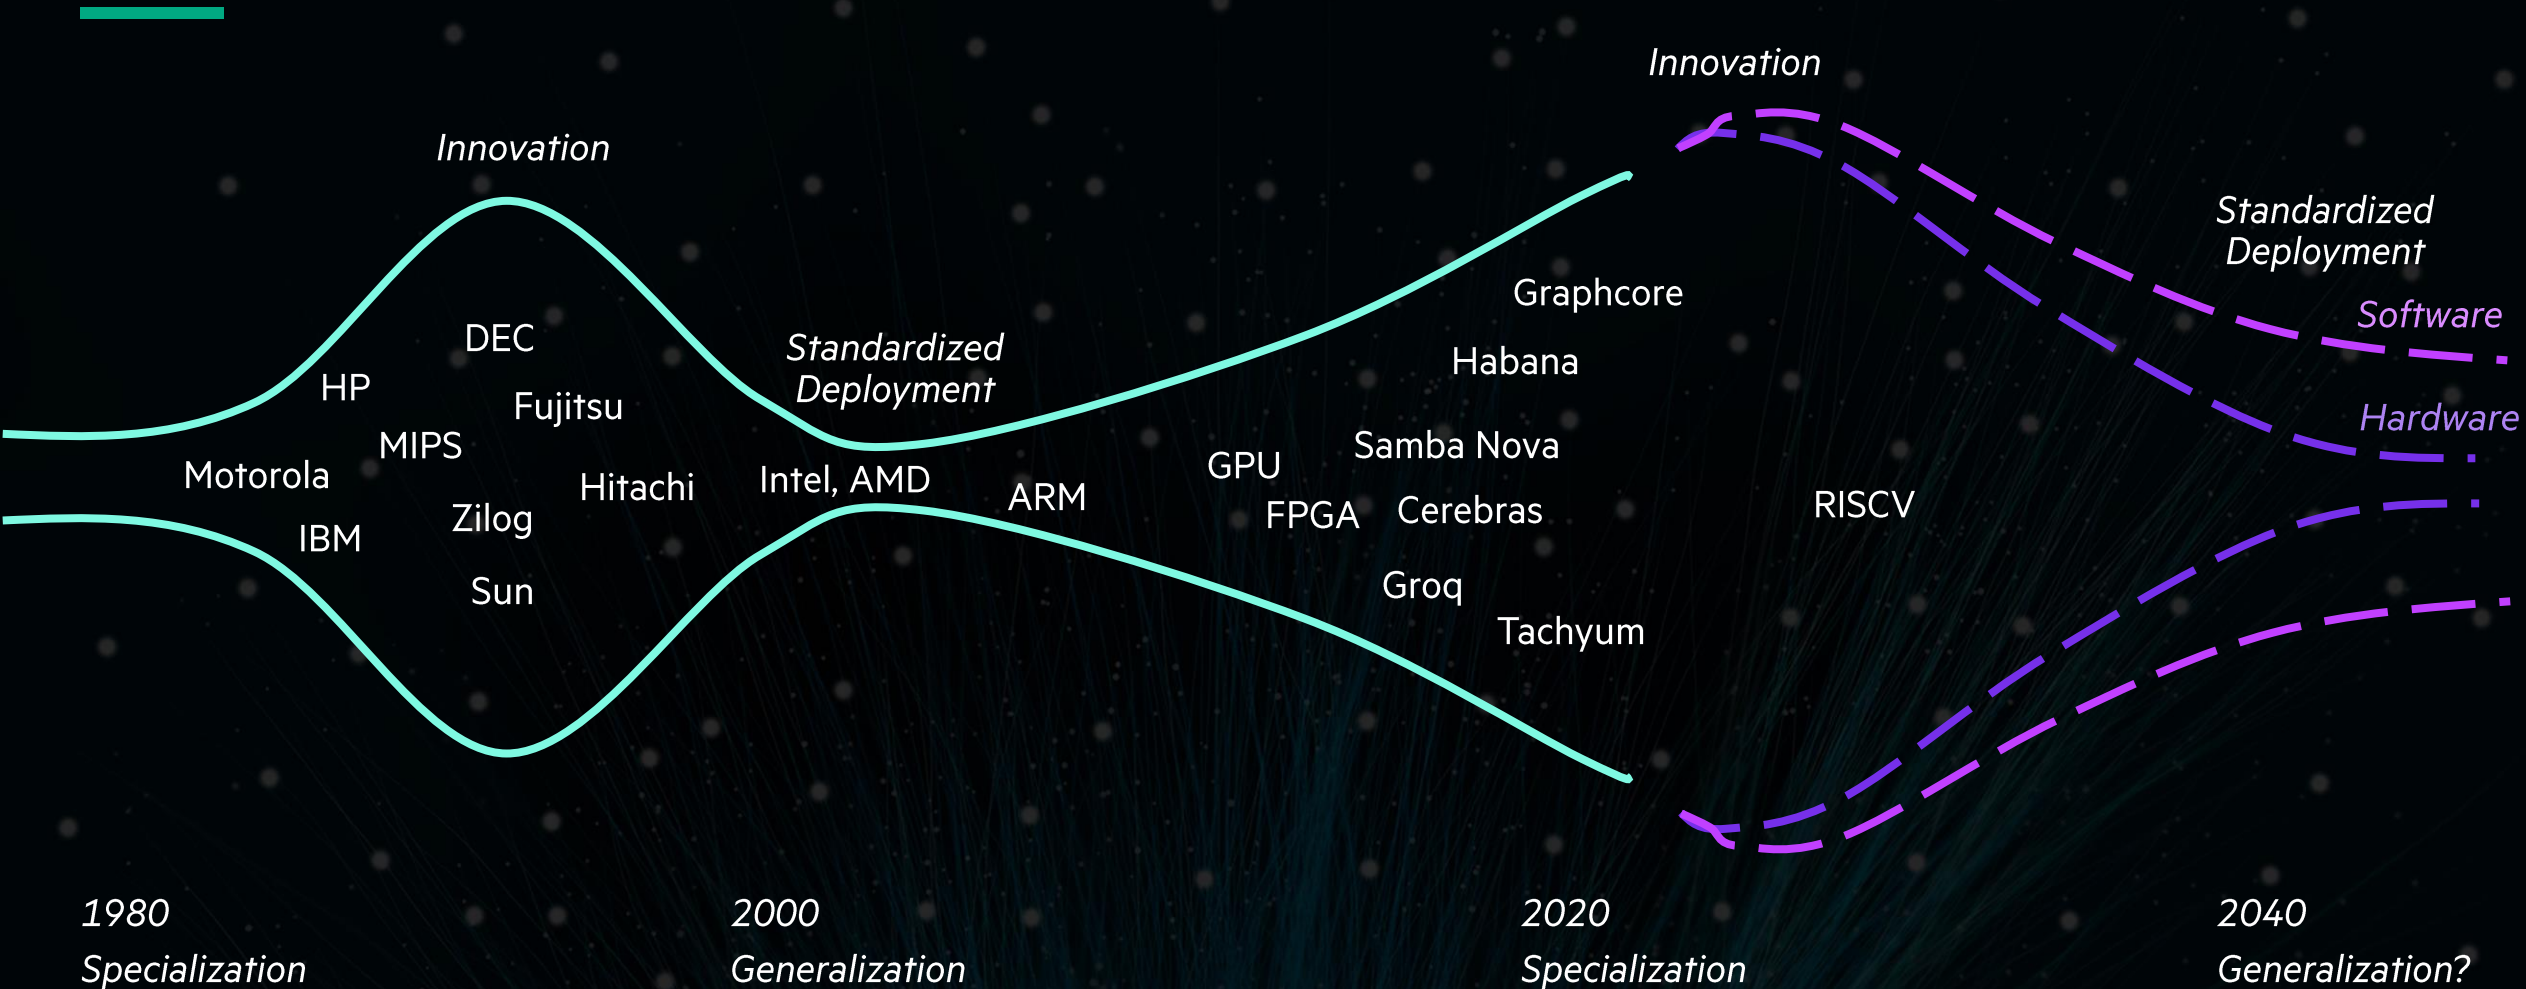 Innovation
Innovation
Standardized
Deployment
Standardized
Deployment
Software
Hardware
Graphcore
Habana
Samba Nova
GPU
FPGA
Cerebras
Groq
Tachyum
RISCV
DEC
HP
Fujitsu
MIPS
Motorola
Hitachi
Zilog
IBM
Sun
Intel, AMD
ARM
1980
Specialization
2000
Generalization
2020
Specialization
2040
Generalization?